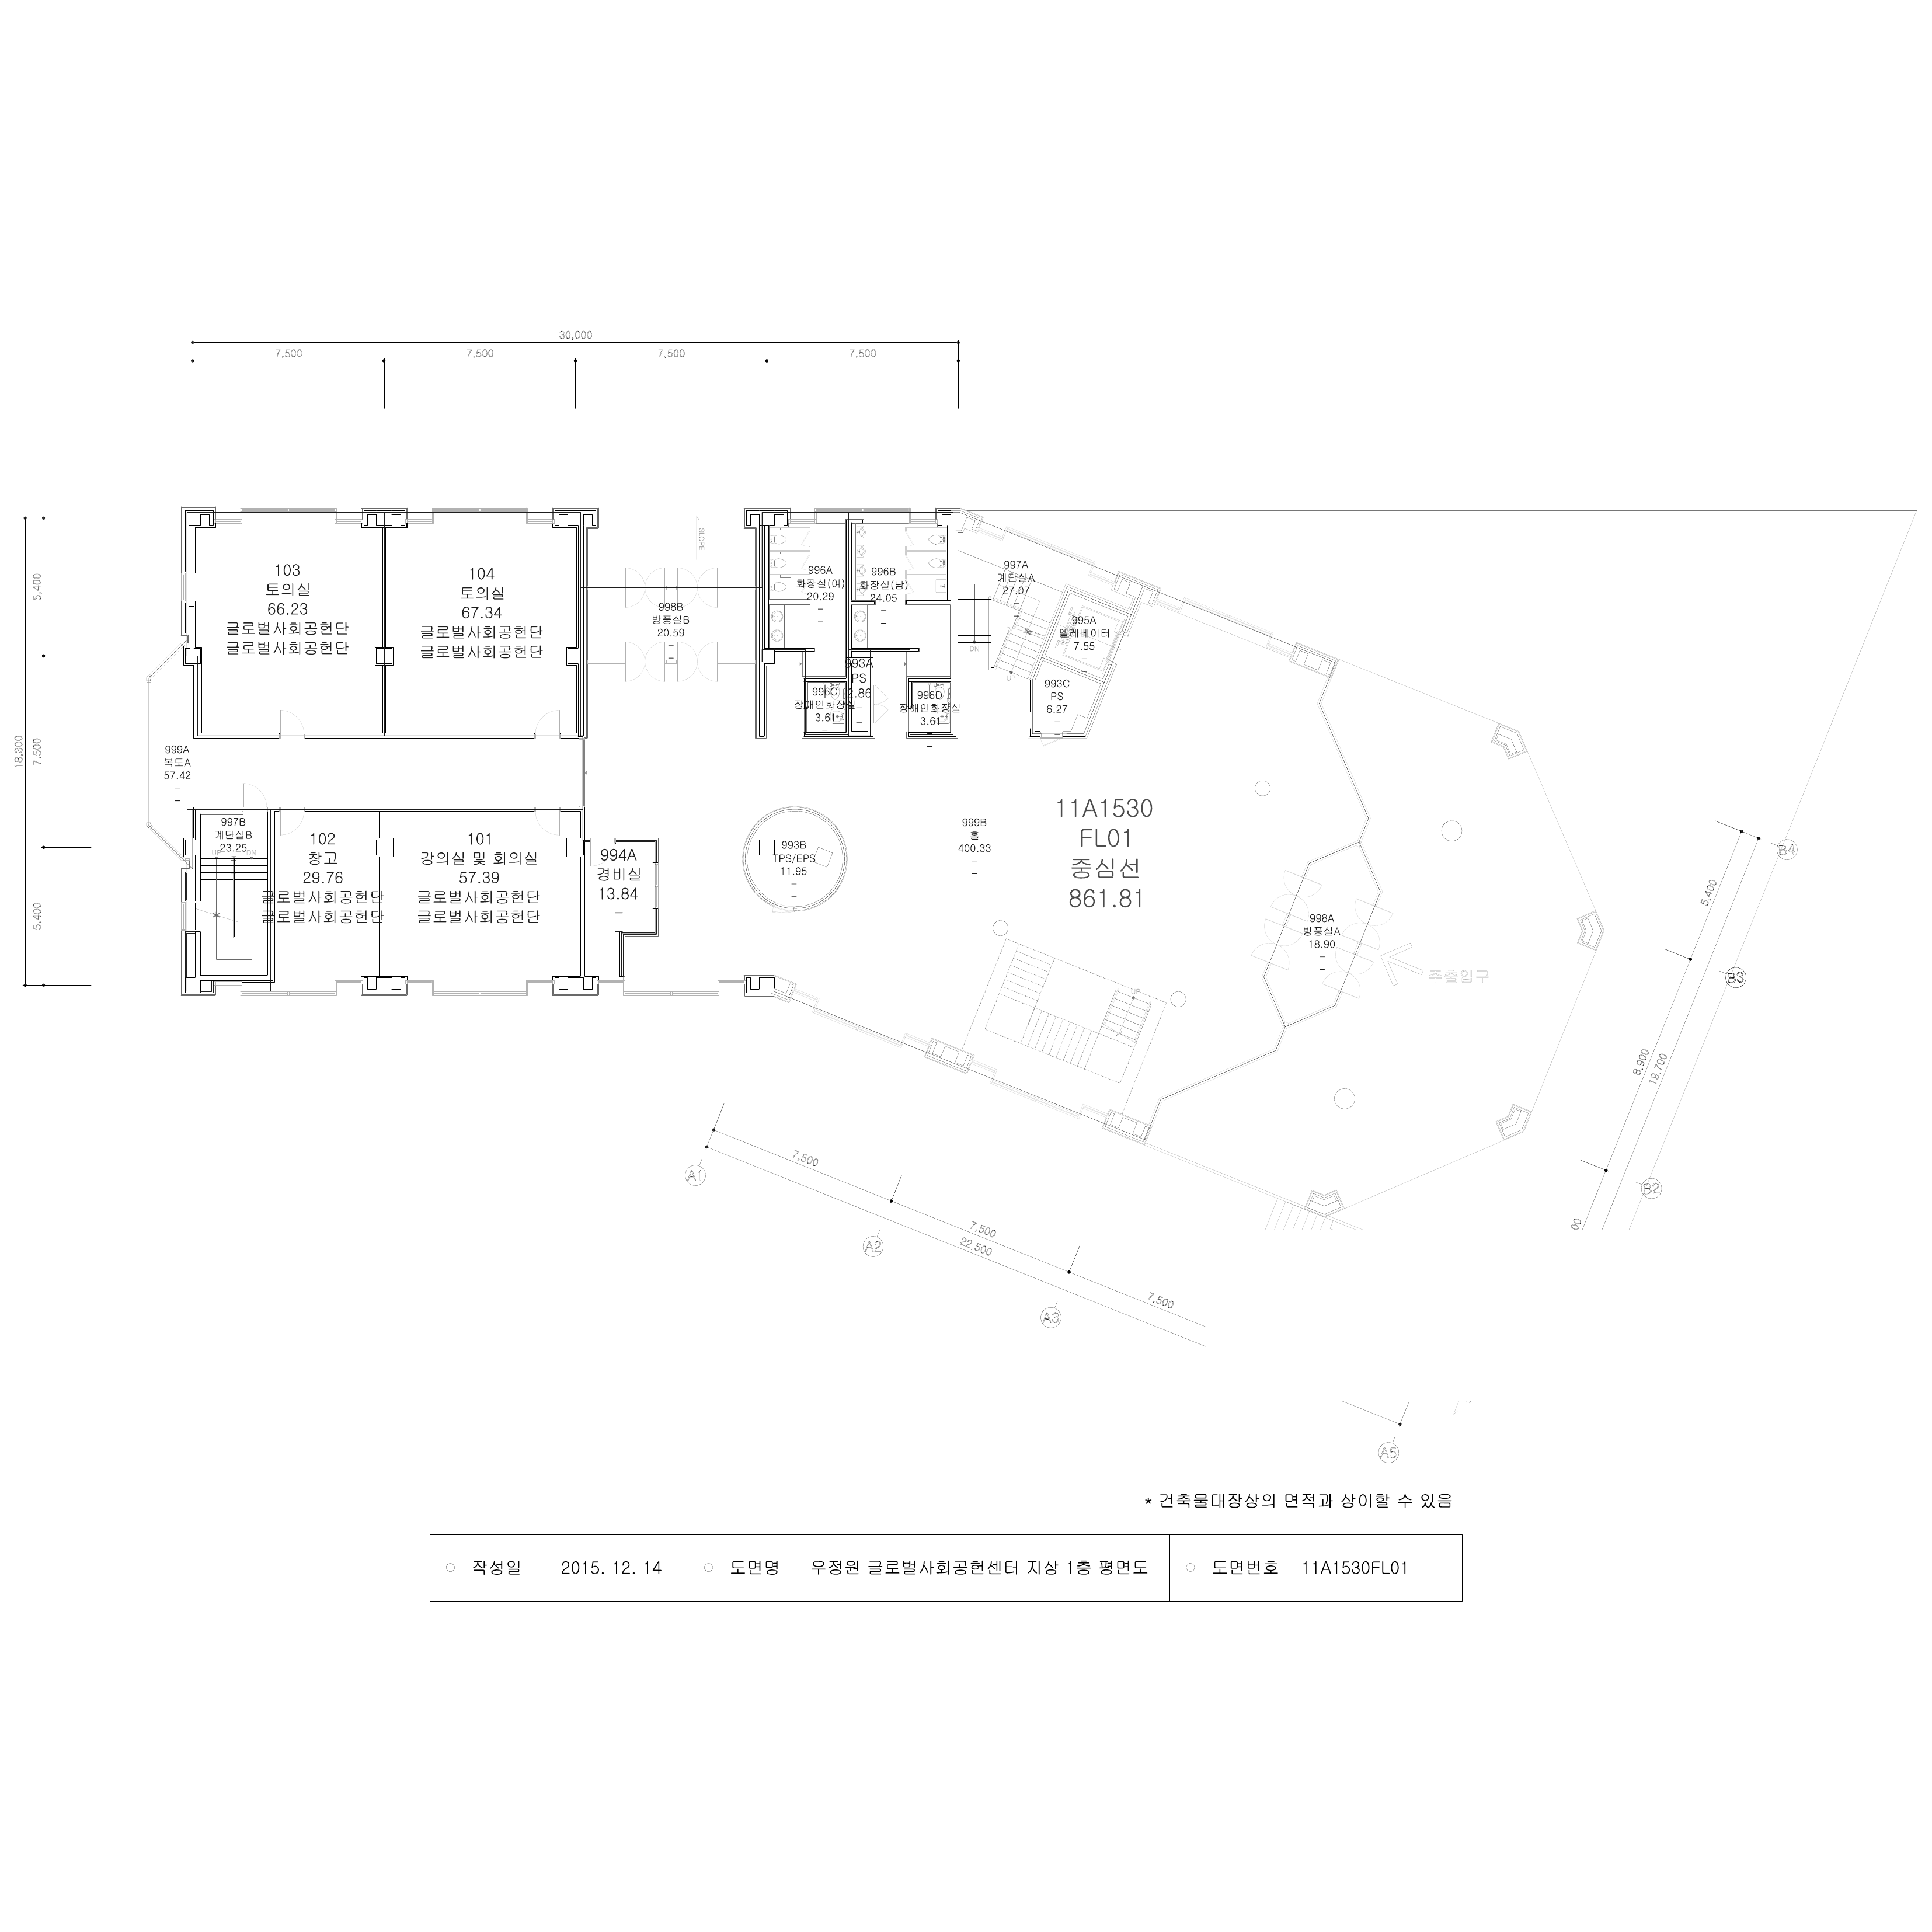 30,000
7,500
7,500
7,500
7,500
18,300
5,400
7,500
5,400
103
토의실
66.23
글로벌사회공헌단
글로벌사회공헌단
104
토의실
67.34
글로벌사회공헌단
글로벌사회공헌단
SLOPE
998B
방풍실B
20.59
996A
화장실(여)
20.29
996B
화장실(남)
24.05
997A
계단실A
27.07
DN
995A
엘레베이터
7.55
993A
PS
2.86
996C
장애인화장실
3.61
996D
장애인화장실
3.61
993C
PS
6.27
999A
복도A
57.42
997B
계단실B
23.25
UP
DN
102
창고
29.76
글로벌사회공헌단
글로벌사회공헌단
101
강의실 및 회의실
57.39
글로벌사회공헌단
글로벌사회공헌단
994A
경비실
13.84
993B
TPS/EPS
11.95
999B
홀
400.33
11A1530
FL01
중심선
861.81
998A
방풍실A
18.90
주출입구
B4
5,400
B3
8,900
19,700
B2
00
A1
7,500
A2
7,500
22,500
A3
7,500
A5
* 건축물대장상의 면적과 상이할 수 있음
작성일 2015. 12. 14 도면명 우정원 글로벌사회공헌센터 지상 1층 평면도 도면번호 11A1530FL01